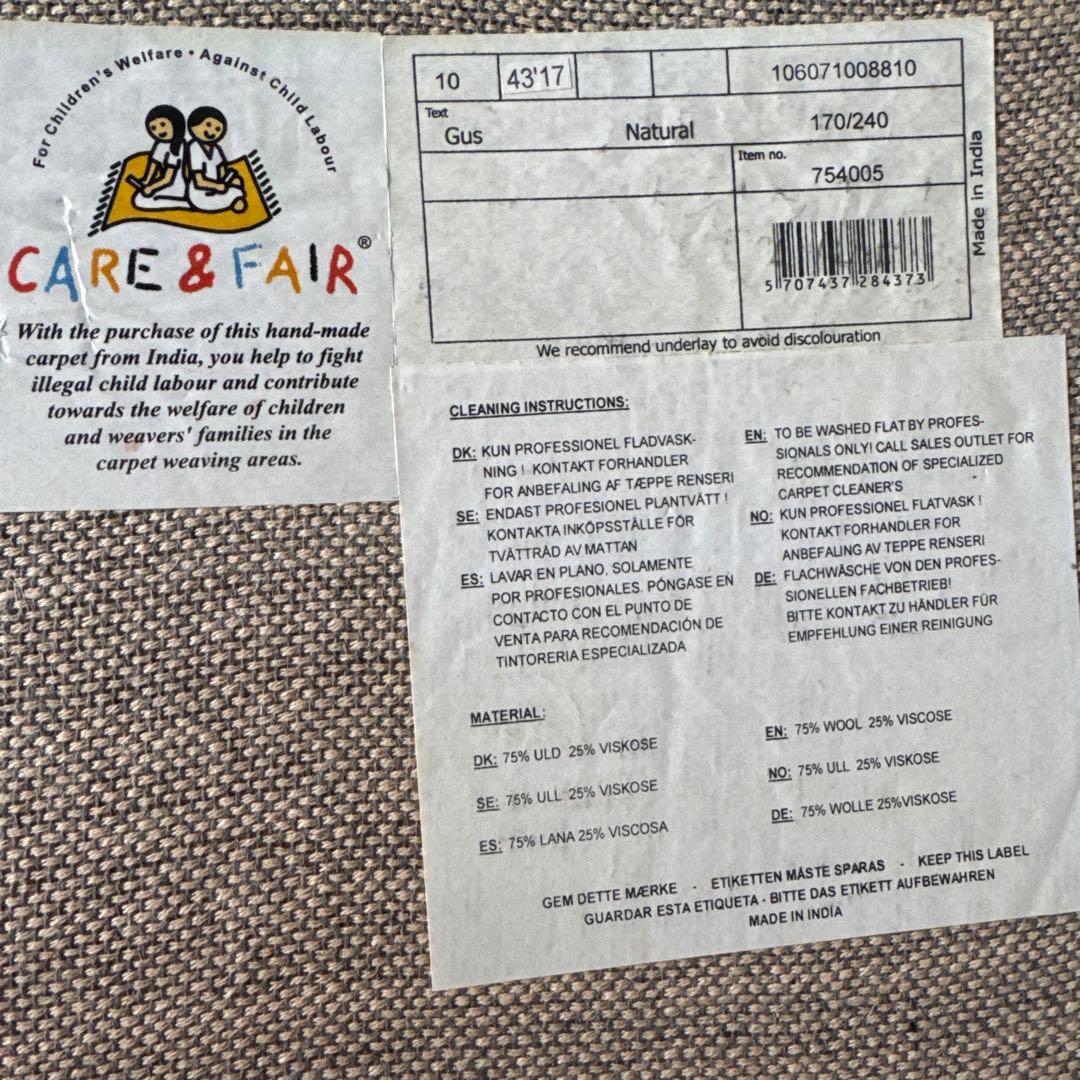 For Children's Welfare • Against Child Labour
CARE & FAIR®
With the purchase of this hand-made
carpet from India, you help to fight
illegal child labour and contribute
towards the welfare of children
and weavers' families in the
carpet weaving areas.
10 43'17 106071008810
Text
Gus Natural 170/240
Item no.
754005
5 707437 284373
Made in India
We recommend underlay to avoid discolouration
CLEANING INSTRUCTIONS:
DK: KUN PROFESSIONEL FLADVASK-
NING ! KONTAKT FORHANDLER
FOR ANBEFALING AF TÆPPE RENSERI
SE: ENDAST PROFESIONEL PLANTVÄTT !
KONTAKTA INKÖPSSTÄLLE FÖR
TVÄTTRÅD AV MATTAN
ES: LAVAR EN PLANO, SOLAMENTE
POR PROFESIONALES. PÓNGASE EN
CONTACTO CON EL PUNTO DE
VENTA PARA RECOMENDACIÓN DE
TINTORERIA ESPECIALIZADA
EN: TO BE WASHED FLAT BY PROFES-
SIONALS ONLY! CALL SALES OUTLET FOR
RECOMMENDATION OF SPECIALIZED
CARPET CLEANER'S
NO: KUN PROFESSIONEL FLATVASK !
KONTAKT FORHANDLER FOR
ANBEFALING AV TEPPE RENSERI
DE: FLACHWÄSCHE VON DEN PROFES-
SIONELLEN FACHBETRIEB!
BITTE KONTAKT ZU HÄNDLER FÜR
EMPFEHLUNG EINER REINIGUNG
MATERIAL:
DK: 75% ULD 25% VISKOSE
SE: 75% ULL 25% VISKOSE
ES: 75% LANA 25% VISCOSA
EN: 75% WOOL 25% VISCOSE
NO: 75% ULL 25% VISKOSE
DE: 75% WOLLE 25%VISKOSE
GEM DETTE MÆRKE - ETIKETTEN MÅSTE SPARAS - KEEP THIS LABEL
GUARDAR ESTA ETIQUETA - BITTE DAS ETIKETT AUFBEWAHREN
MADE IN INDIA